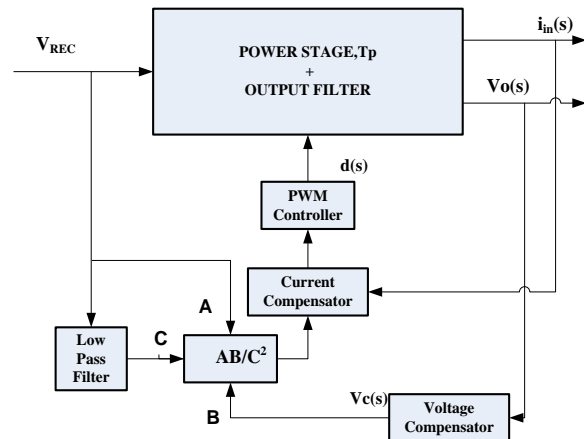 i_in(s)
V_REC
POWER STAGE,Tp
+
OUTPUT FILTER
Vo(s)
d(s)
PWM
Controller
Current
Compensator
A
Low
Pass
Filter
C
AB/C²
B
Vc(s)
Voltage
Compensator